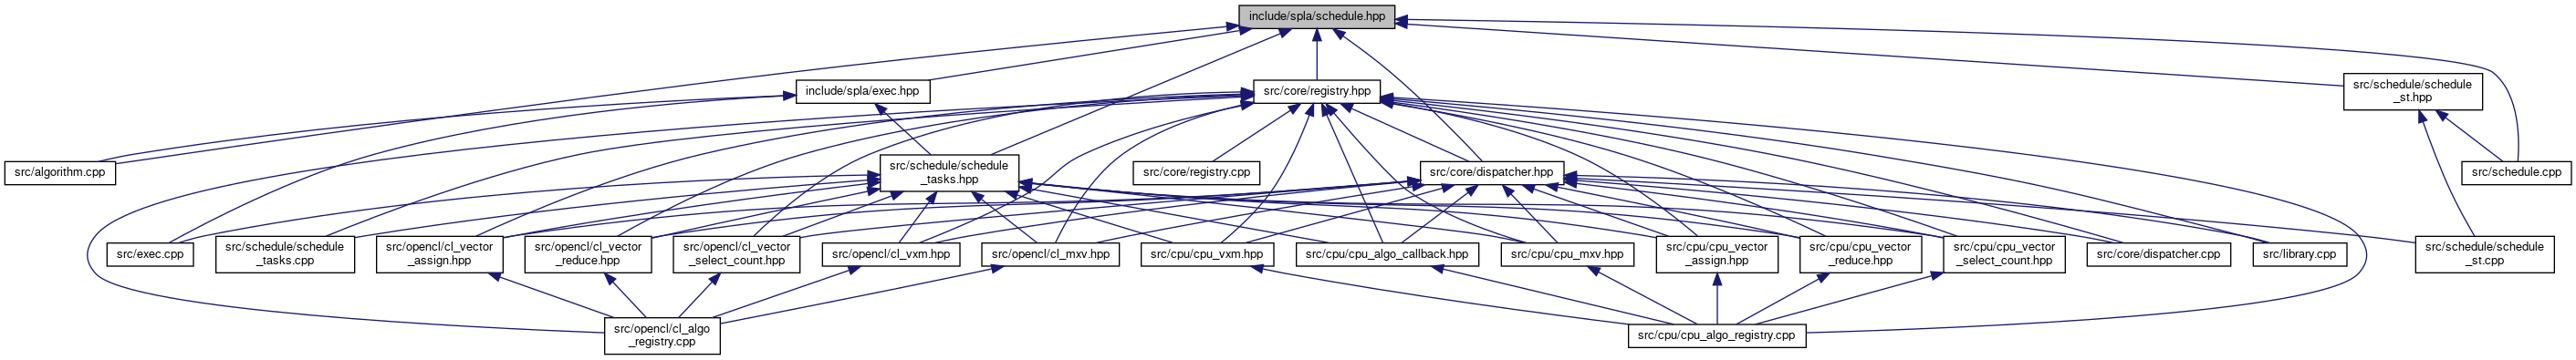 include/spla/schedule.hpp
include/spla/exec.hpp
src/core/registry.hpp
src/schedule/schedule
_st.hpp
src/algorithm.cpp
src/schedule/schedule
_tasks.hpp
src/core/registry.cpp
src/core/dispatcher.hpp
src/schedule.cpp
src/exec.cpp
src/schedule/schedule
_tasks.cpp
src/opencl/cl_vector
_assign.hpp
src/opencl/cl_vector
_reduce.hpp
src/opencl/cl_vector
_select_count.hpp
src/opencl/cl_vxm.hpp
src/opencl/cl_mxv.hpp
src/cpu/cpu_vxm.hpp
src/cpu/cpu_algo_callback.hpp
src/cpu/cpu_mxv.hpp
src/cpu/cpu_vector
_assign.hpp
src/cpu/cpu_vector
_reduce.hpp
src/cpu/cpu_vector
_select_count.hpp
src/core/dispatcher.cpp
src/library.cpp
src/schedule/schedule
_st.cpp
src/opencl/cl_algo
_registry.cpp
src/cpu/cpu_algo_registry.cpp